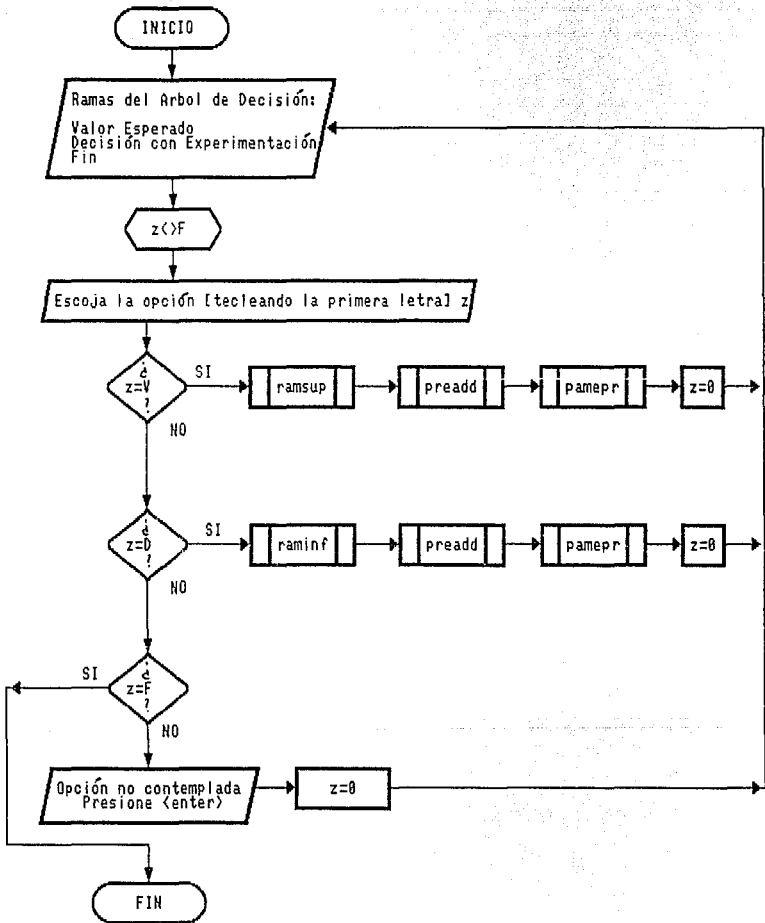 INICIO
Ramas del Arbol de Decisión:
Valor Esperado
Decisión con Experimentación
Fin
z<>F
Escoja la opción [tecleando la primera letra] z
¿
z=V
?
SI
ramsup
preadd
pamepr
z=0
NO
¿
z=D
?
SI
raminf
preadd
pamepr
z=0
NO
¿
z=F
?
SI
NO
Opción no contemplada
Presione <enter>
z=0
FIN